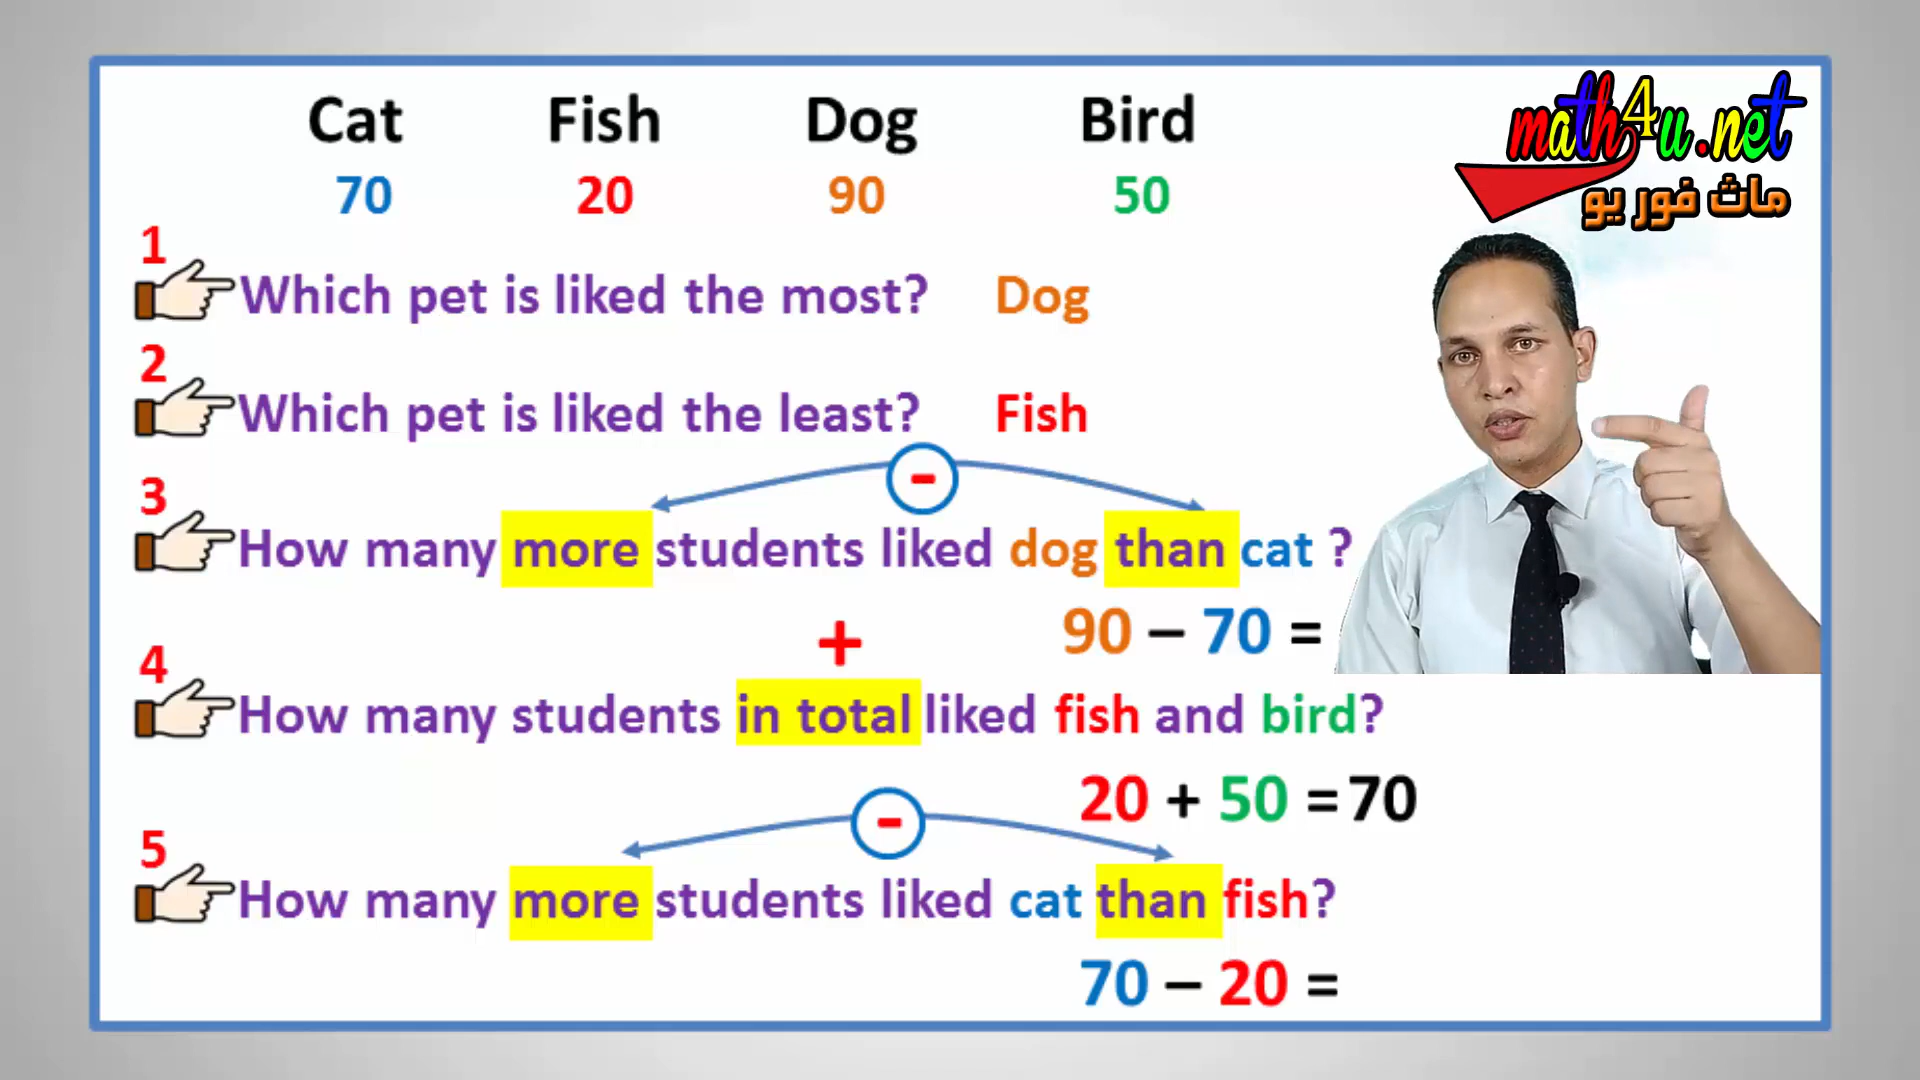 Cat Fish Dog Bird
70 20 90 50
math4u.net
ماث فور يو
1
Which pet is liked the most? Dog
2
Which pet is liked the least? Fish
-
3
How many more students liked dog than cat ?
90 – 70 =
+
4
How many students in total liked fish and bird?
20 + 50 = 70
-
5
How many more students liked cat than fish?
70 – 20 =